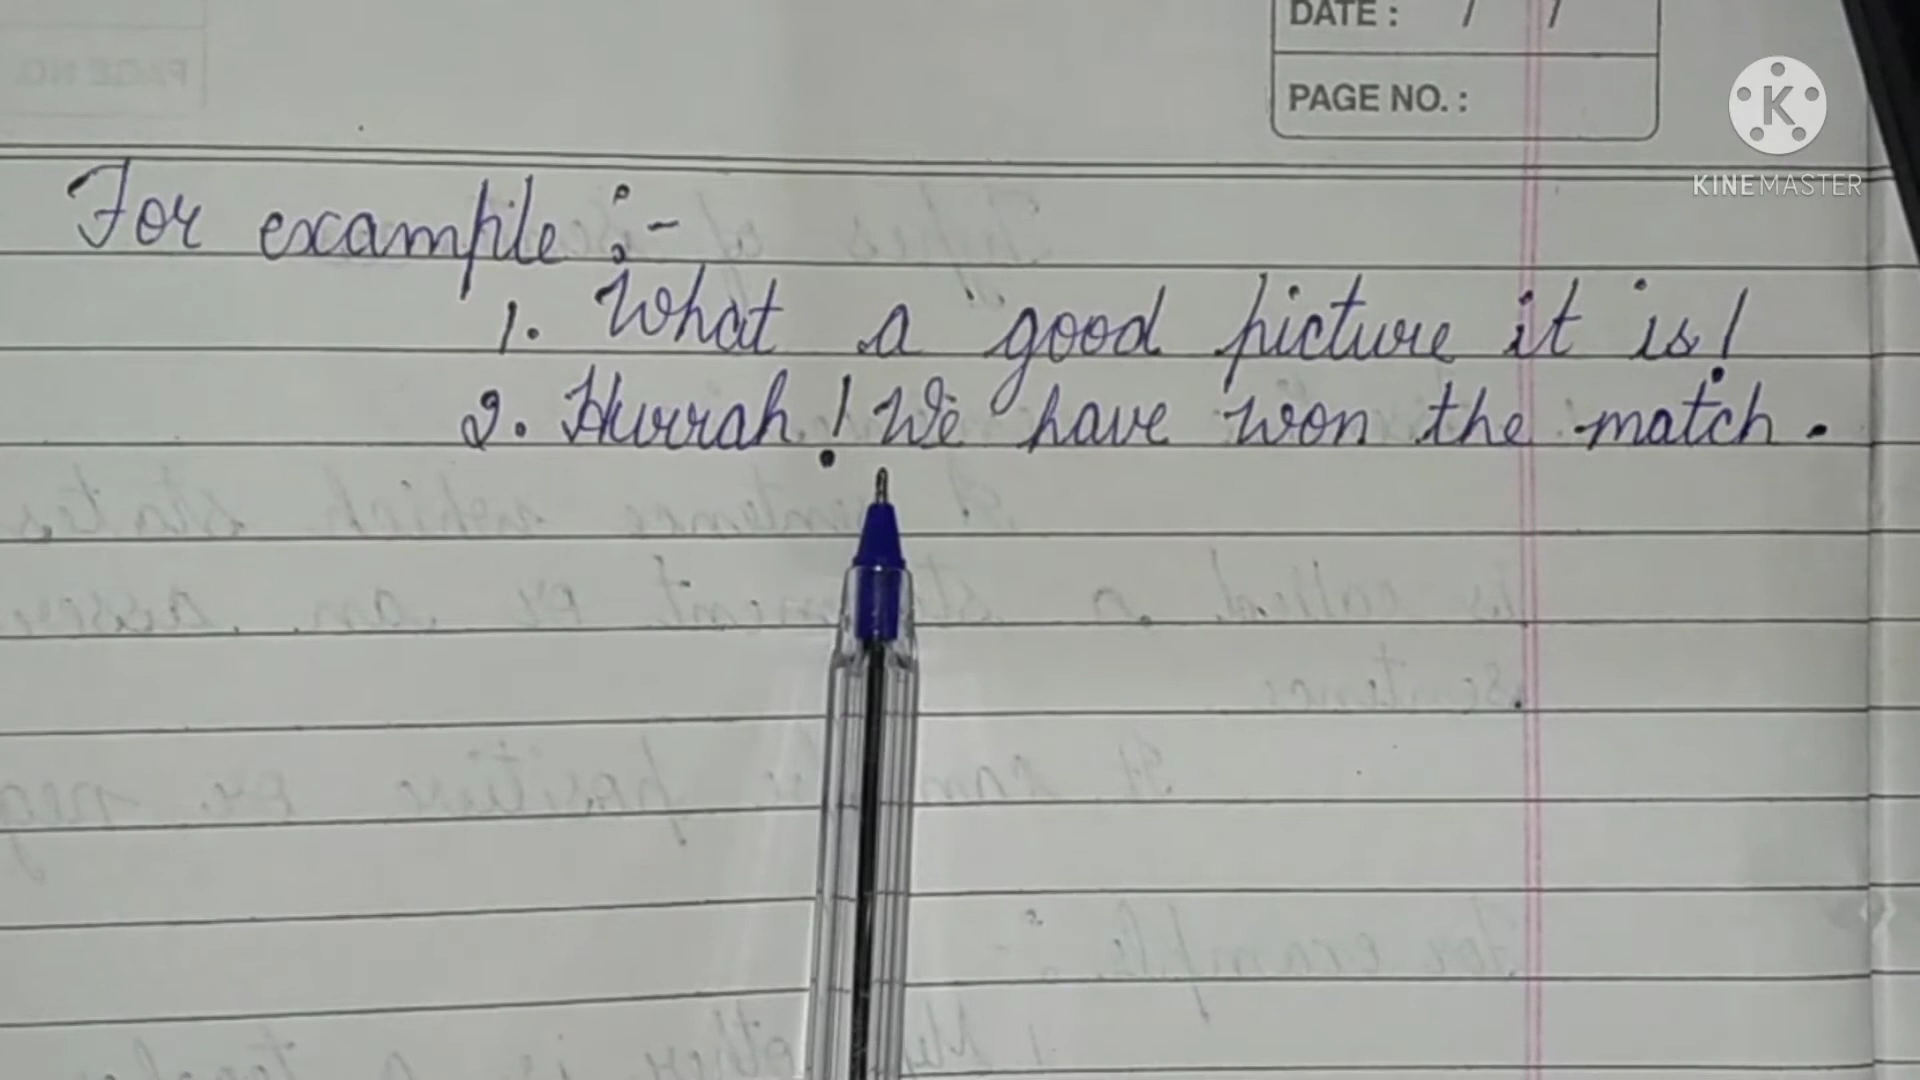 DATE : / /
PAGE NO. :
KINEMASTER
For example :-
1. What a good picture it is!
2. Hurrah! We have won the match.